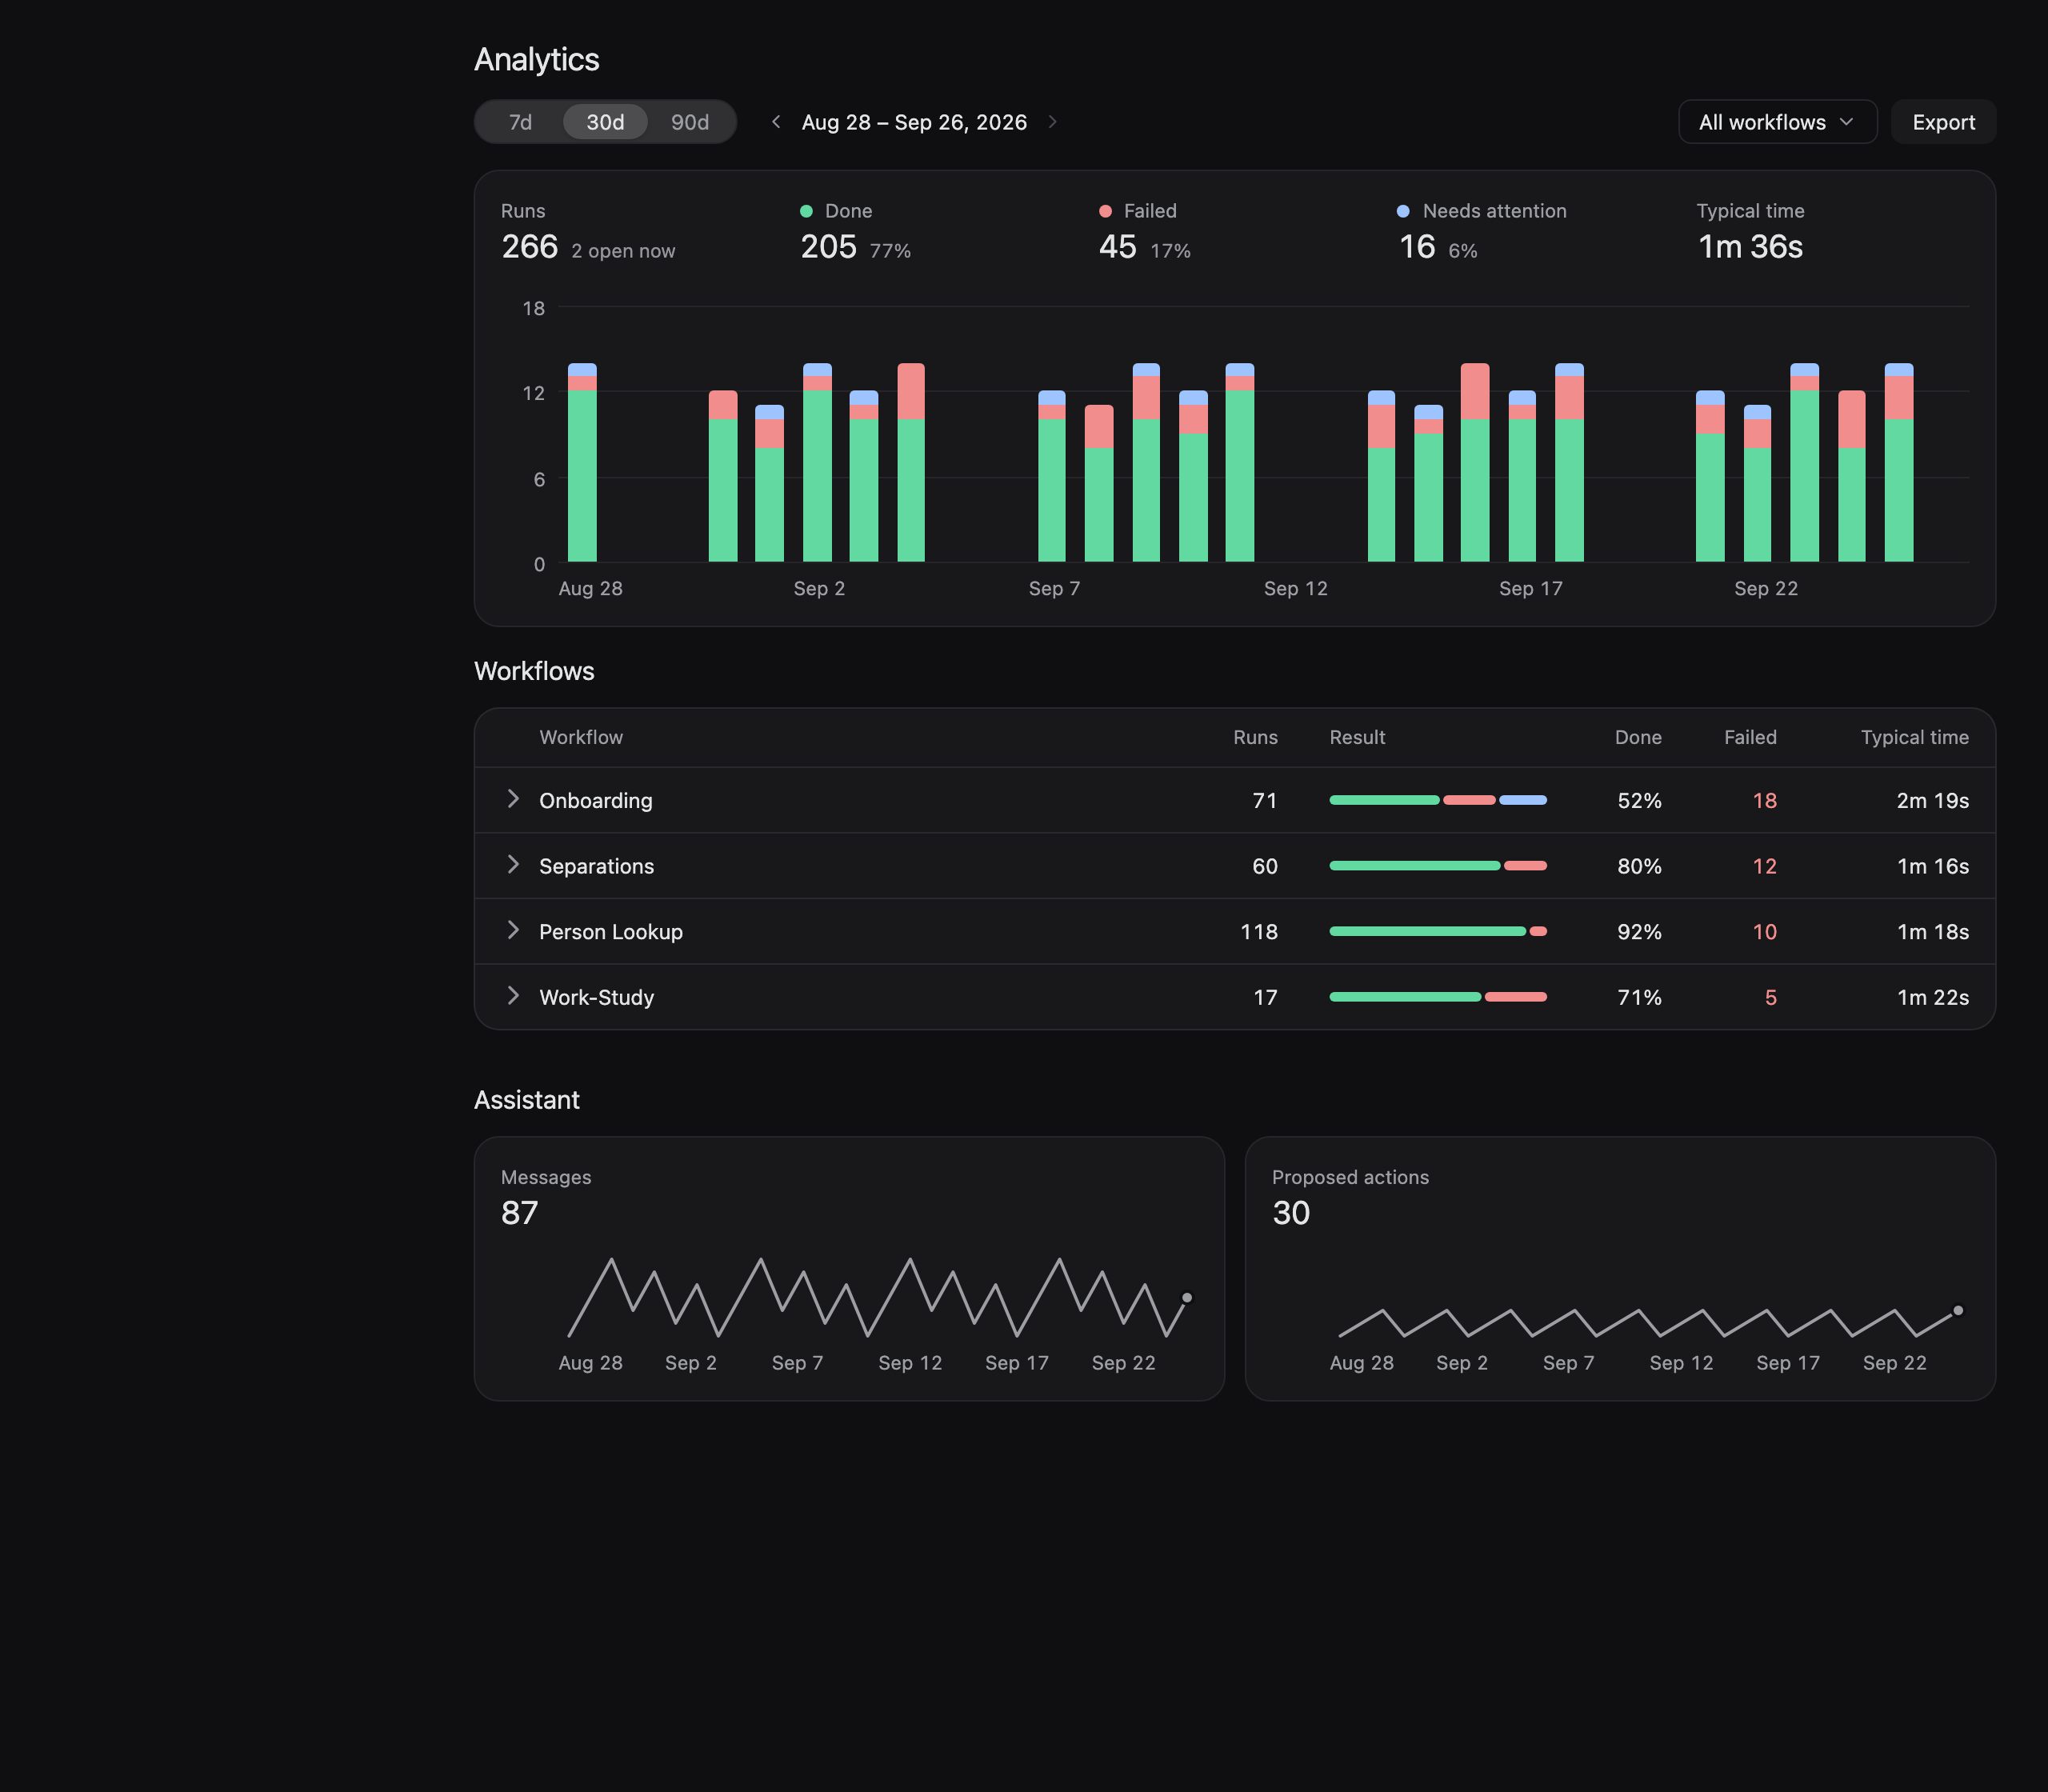 Analytics
7d 30d 90d Aug 28 – Sep 26, 2026 All workflows Export
Runs Done Failed Needs attention Typical time
266 2 open now 205 77% 45 17% 16 6% 1m 36s
18
12
6
0
Aug 28 Sep 2 Sep 7 Sep 12 Sep 17 Sep 22
Workflows
Workflow Runs Result Done Failed Typical time
Onboarding 71 52% 18 2m 19s
Separations 60 80% 12 1m 16s
Person Lookup 118 92% 10 1m 18s
Work-Study 17 71% 5 1m 22s
Assistant
Messages
87
Aug 28 Sep 2 Sep 7 Sep 12 Sep 17 Sep 22
Proposed actions
30
Aug 28 Sep 2 Sep 7 Sep 12 Sep 17 Sep 22